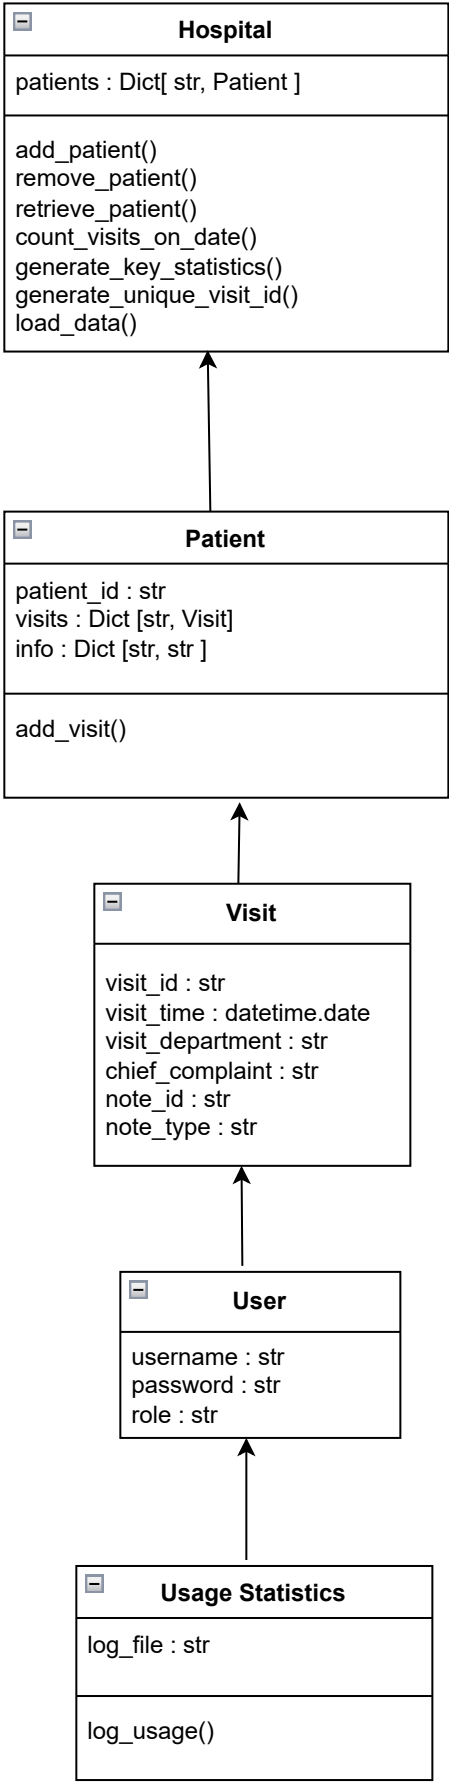 Hospital
patients : Dict[ str, Patient ]
add_patient()
remove_patient()
retrieve_patient()
count_visits_on_date()
generate_key_statistics()
generate_unique_visit_id()
load_data()
Patient
patient_id : str
visits : Dict [str, Visit]
info : Dict [str, str ]
add_visit()
Visit
visit_id : str
visit_time : datetime.date
visit_department : str
chief_complaint : str
note_id : str
note_type : str
User
username : str
password : str
role : str
Usage Statistics
log_file : str
log_usage()